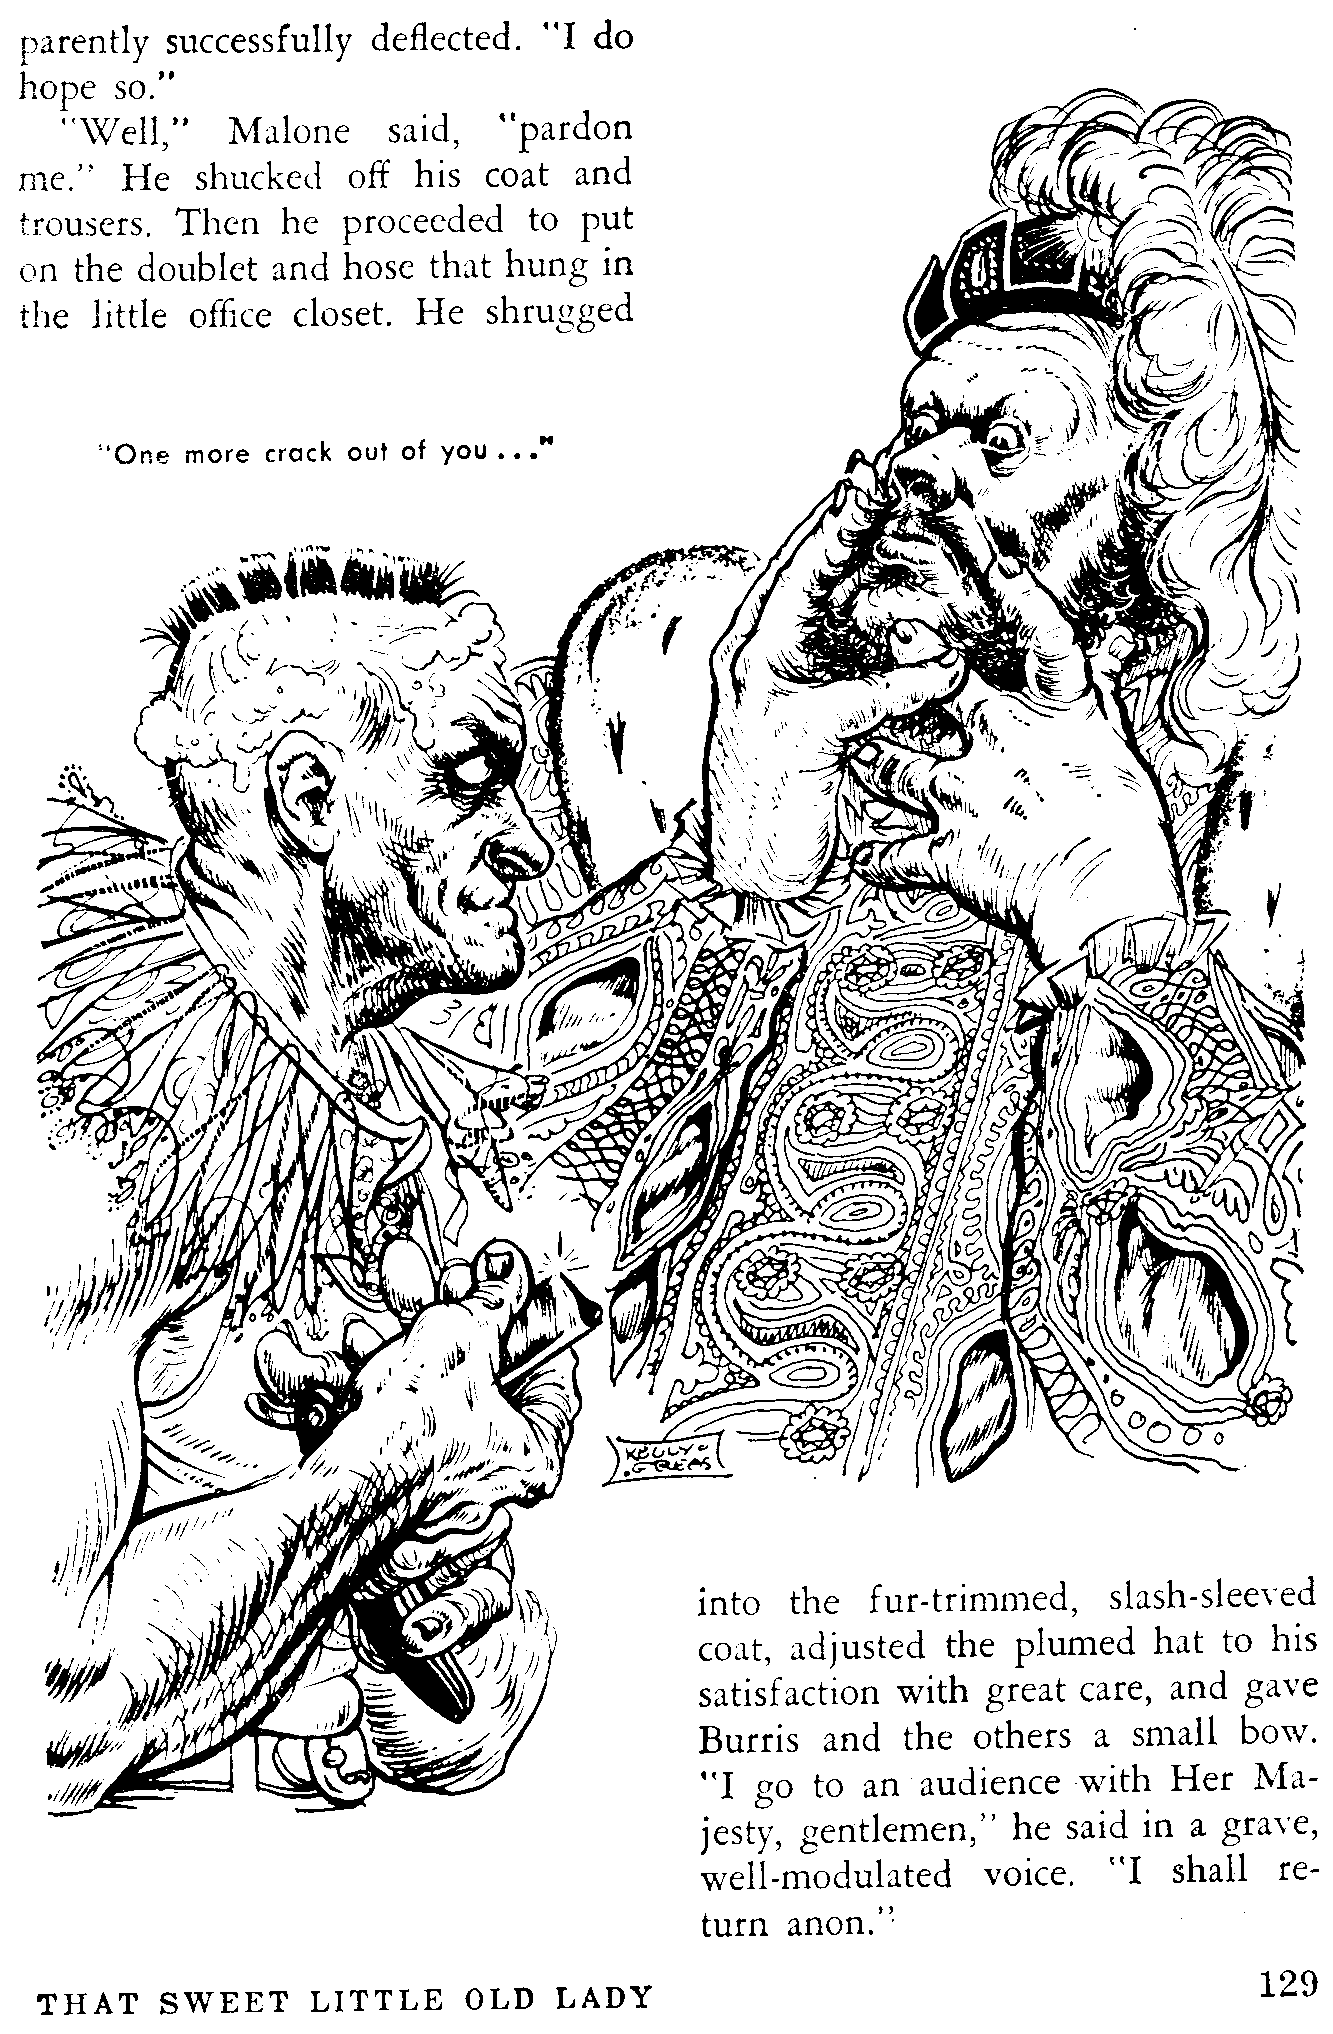 parently successfully deflected. "I do
hope so."
"Well," Malone said, "pardon
me." He shucked off his coat and
trousers. Then he proceeded to put
on the doublet and hose that hung in
the little office closet. He shrugged
"One more crack out of you..."
KELLY
FREAS
into the fur-trimmed, slash-sleeved
coat, adjusted the plumed hat to his
satisfaction with great care, and gave
Burris and the others a small bow.
"I go to an audience with Her Ma-
jesty, gentlemen," he said in a grave,
well-modulated voice. "I shall re-
turn anon."
THAT SWEET LITTLE OLD LADY
129